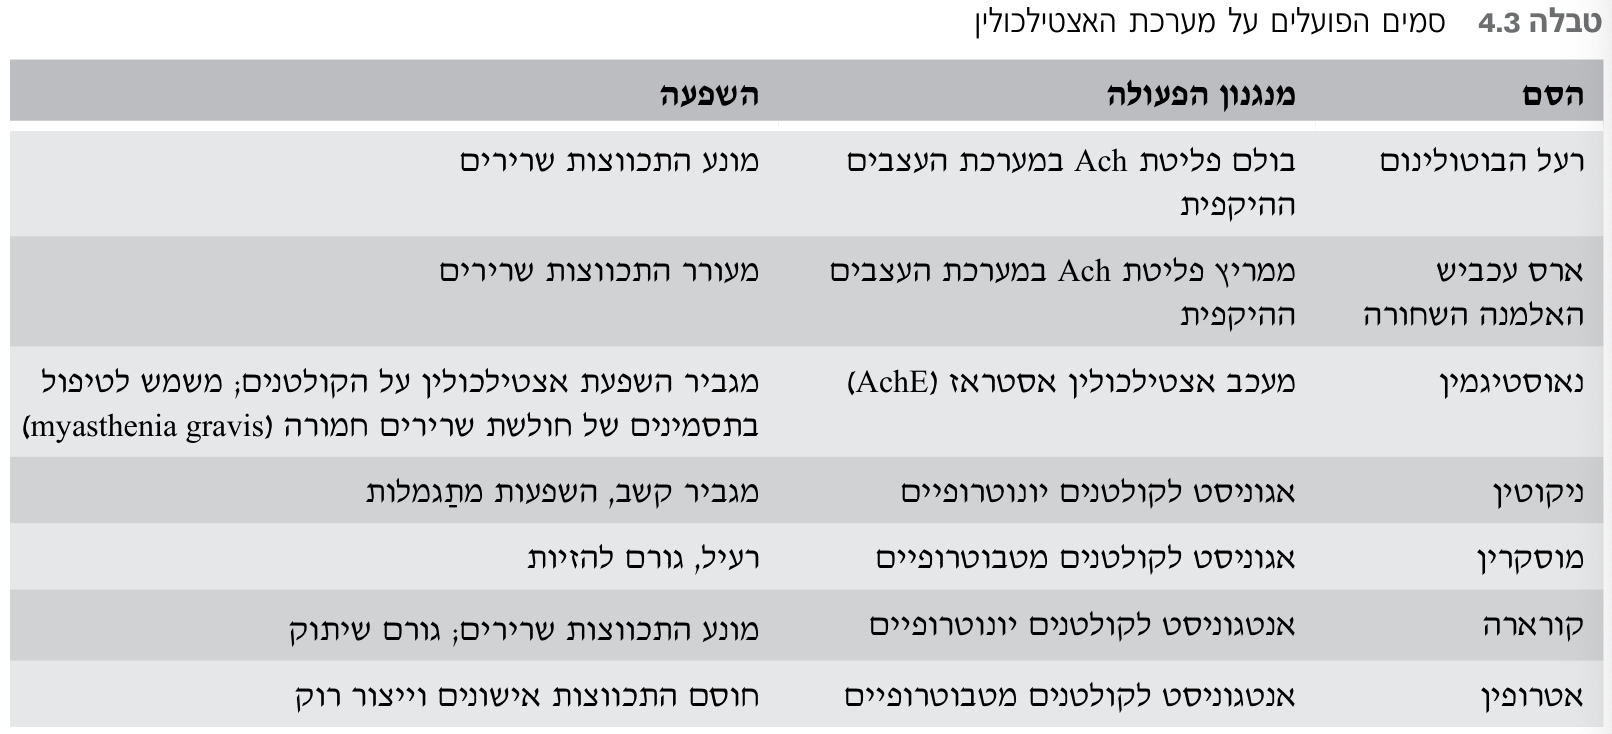 טבלה 4.3 סמים הפועלים על מערכת האצטילכולין
הסם מנגנון הפעולה השפעה
רעל הבוטולינום בולם פליטת Ach במערכת העצבים מונע התכווצות שרירים
ההיקפית
ארס עכביש ממריץ פליטת Ach במערכת העצבים מעורר התכווצות שרירים
האלמנה השחורה ההיקפית
נאוסטיגמין מעכב אצטילכולין אסטראז (AchE) מגביר השפעת אצטילכולין על הקולטנים; משמש לטיפול
בתסמינים של חולשת שרירים חמורה (myasthenia gravis)
ניקוטין אגוניסט לקולטנים יונוטרופיים מגביר קשב, השפעות מתַגמלות
מוסקרין אגוניסט לקולטנים מטבוטרופיים רעיל, גורם להזיות
קורארה אנטגוניסט לקולטנים יונוטרופיים מונע התכווצות שרירים; גורם שיתוק
אטרופין אנטגוניסט לקולטנים מטבוטרופיים חוסם התכווצות אישונים וייצור רוק